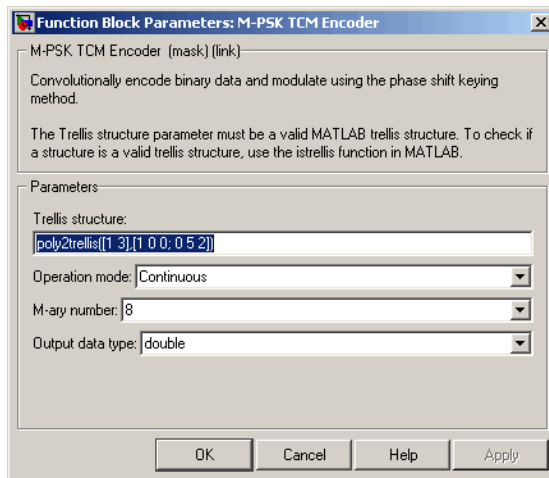 Function Block Parameters: M-PSK TCM Encoder
M-PSK TCM Encoder (mask) (link)
Convolutionally encode binary data and modulate using the phase shift keying
method.
The Trellis structure parameter must be a valid MATLAB trellis structure. To check if
a structure is a valid trellis structure, use the istrellis function in MATLAB.
Parameters
Trellis structure:
poly2trellis([1 3],[1 0 0; 0 5 2])
Operation mode: Continuous
M-ary number: 8
Output data type: double
OK Cancel Help Apply